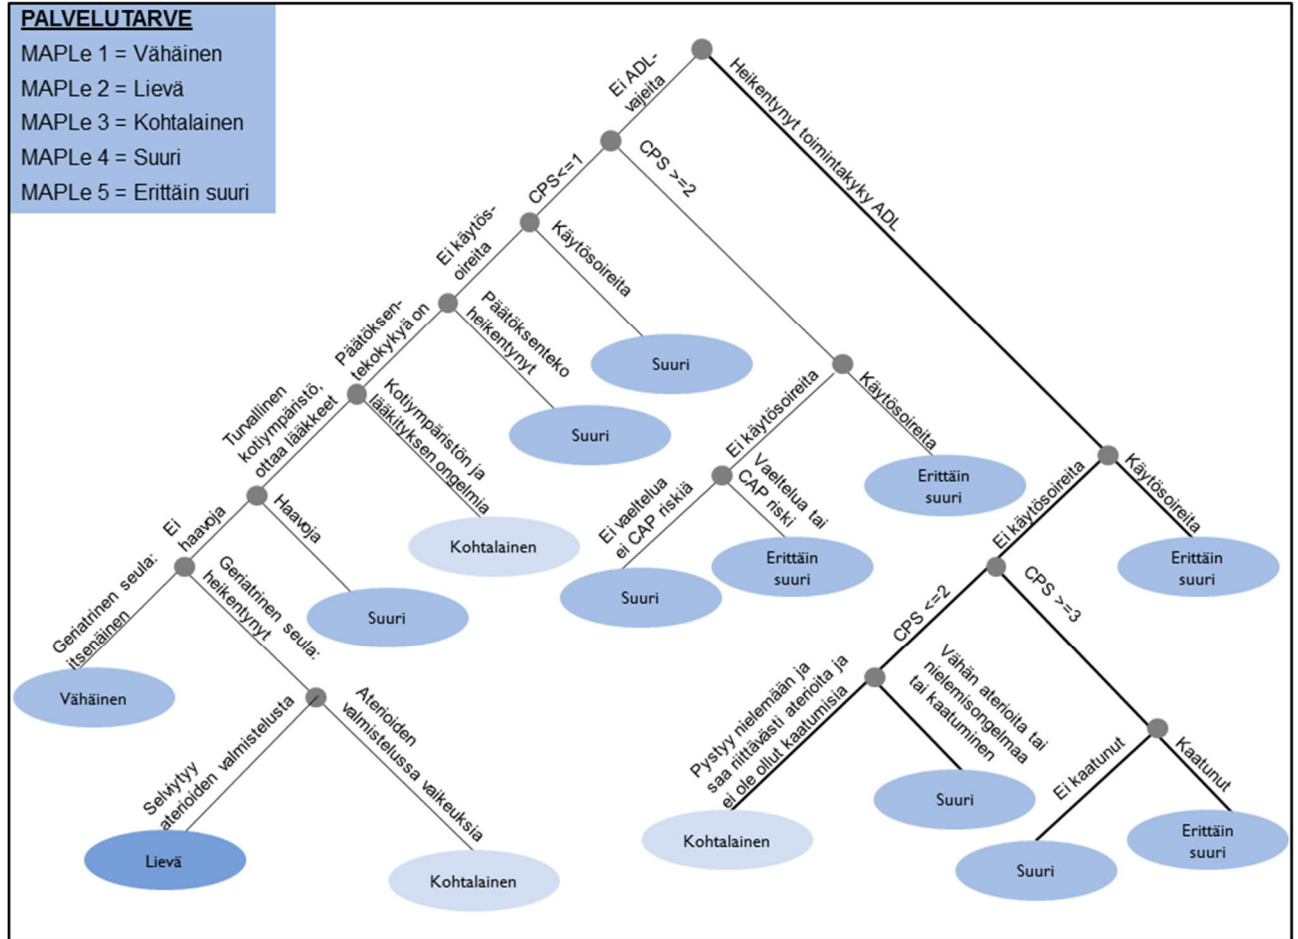 PALVELUTARVE
MAPLe 1 = Vähäinen
MAPLe 2 = Lievä
MAPLe 3 = Kohtalainen
MAPLe 4 = Suuri
MAPLe 5 = Erittäin suuri
Ei ADL-
vajeita
Heikentynyt toimintakyky ADL
CPS<=1
CPS >=2
Ei käytös-
oireita
Käytösoireita
Päätöksen-
tekokykyä on
Päätöksenteko
heikentynyt
Suuri
Turvallinen
kotiympäristö,
ottaa lääkkeet
Kotiympäristön ja
lääkityksen ongelmia
Suuri
Ei käytösoireita
Käytösoireita
Erittäin
suuri
Ei käytösoireita
Käytösoireita
Erittäin
suuri
Ei
haavoja
Haavoja
Kohtalainen
Ei vaeltelua
ei CAP riskiä
Vaeltelua tai
CAP riski
Suuri
Erittäin
suuri
CPS <=2
CPS >=3
Geriatrinen seula:
itsenäinen
Geriatrinen seula:
heikentynyt
Suuri
Vähäinen
Selviytyy
aterioiden valmistelusta
Aterioiden
valmistelussa vaikeuksia
Pystyy nielemään ja
saa riittävästi aterioita ja
ei ole ollut kaatumisia
Vähän aterioita tai
nielemisongelmaa
tai kaatuminen
Ei kaatunut
Kaatunut
Suuri
Kohtalainen
Erittäin
suuri
Lievä
Kohtalainen
Suuri